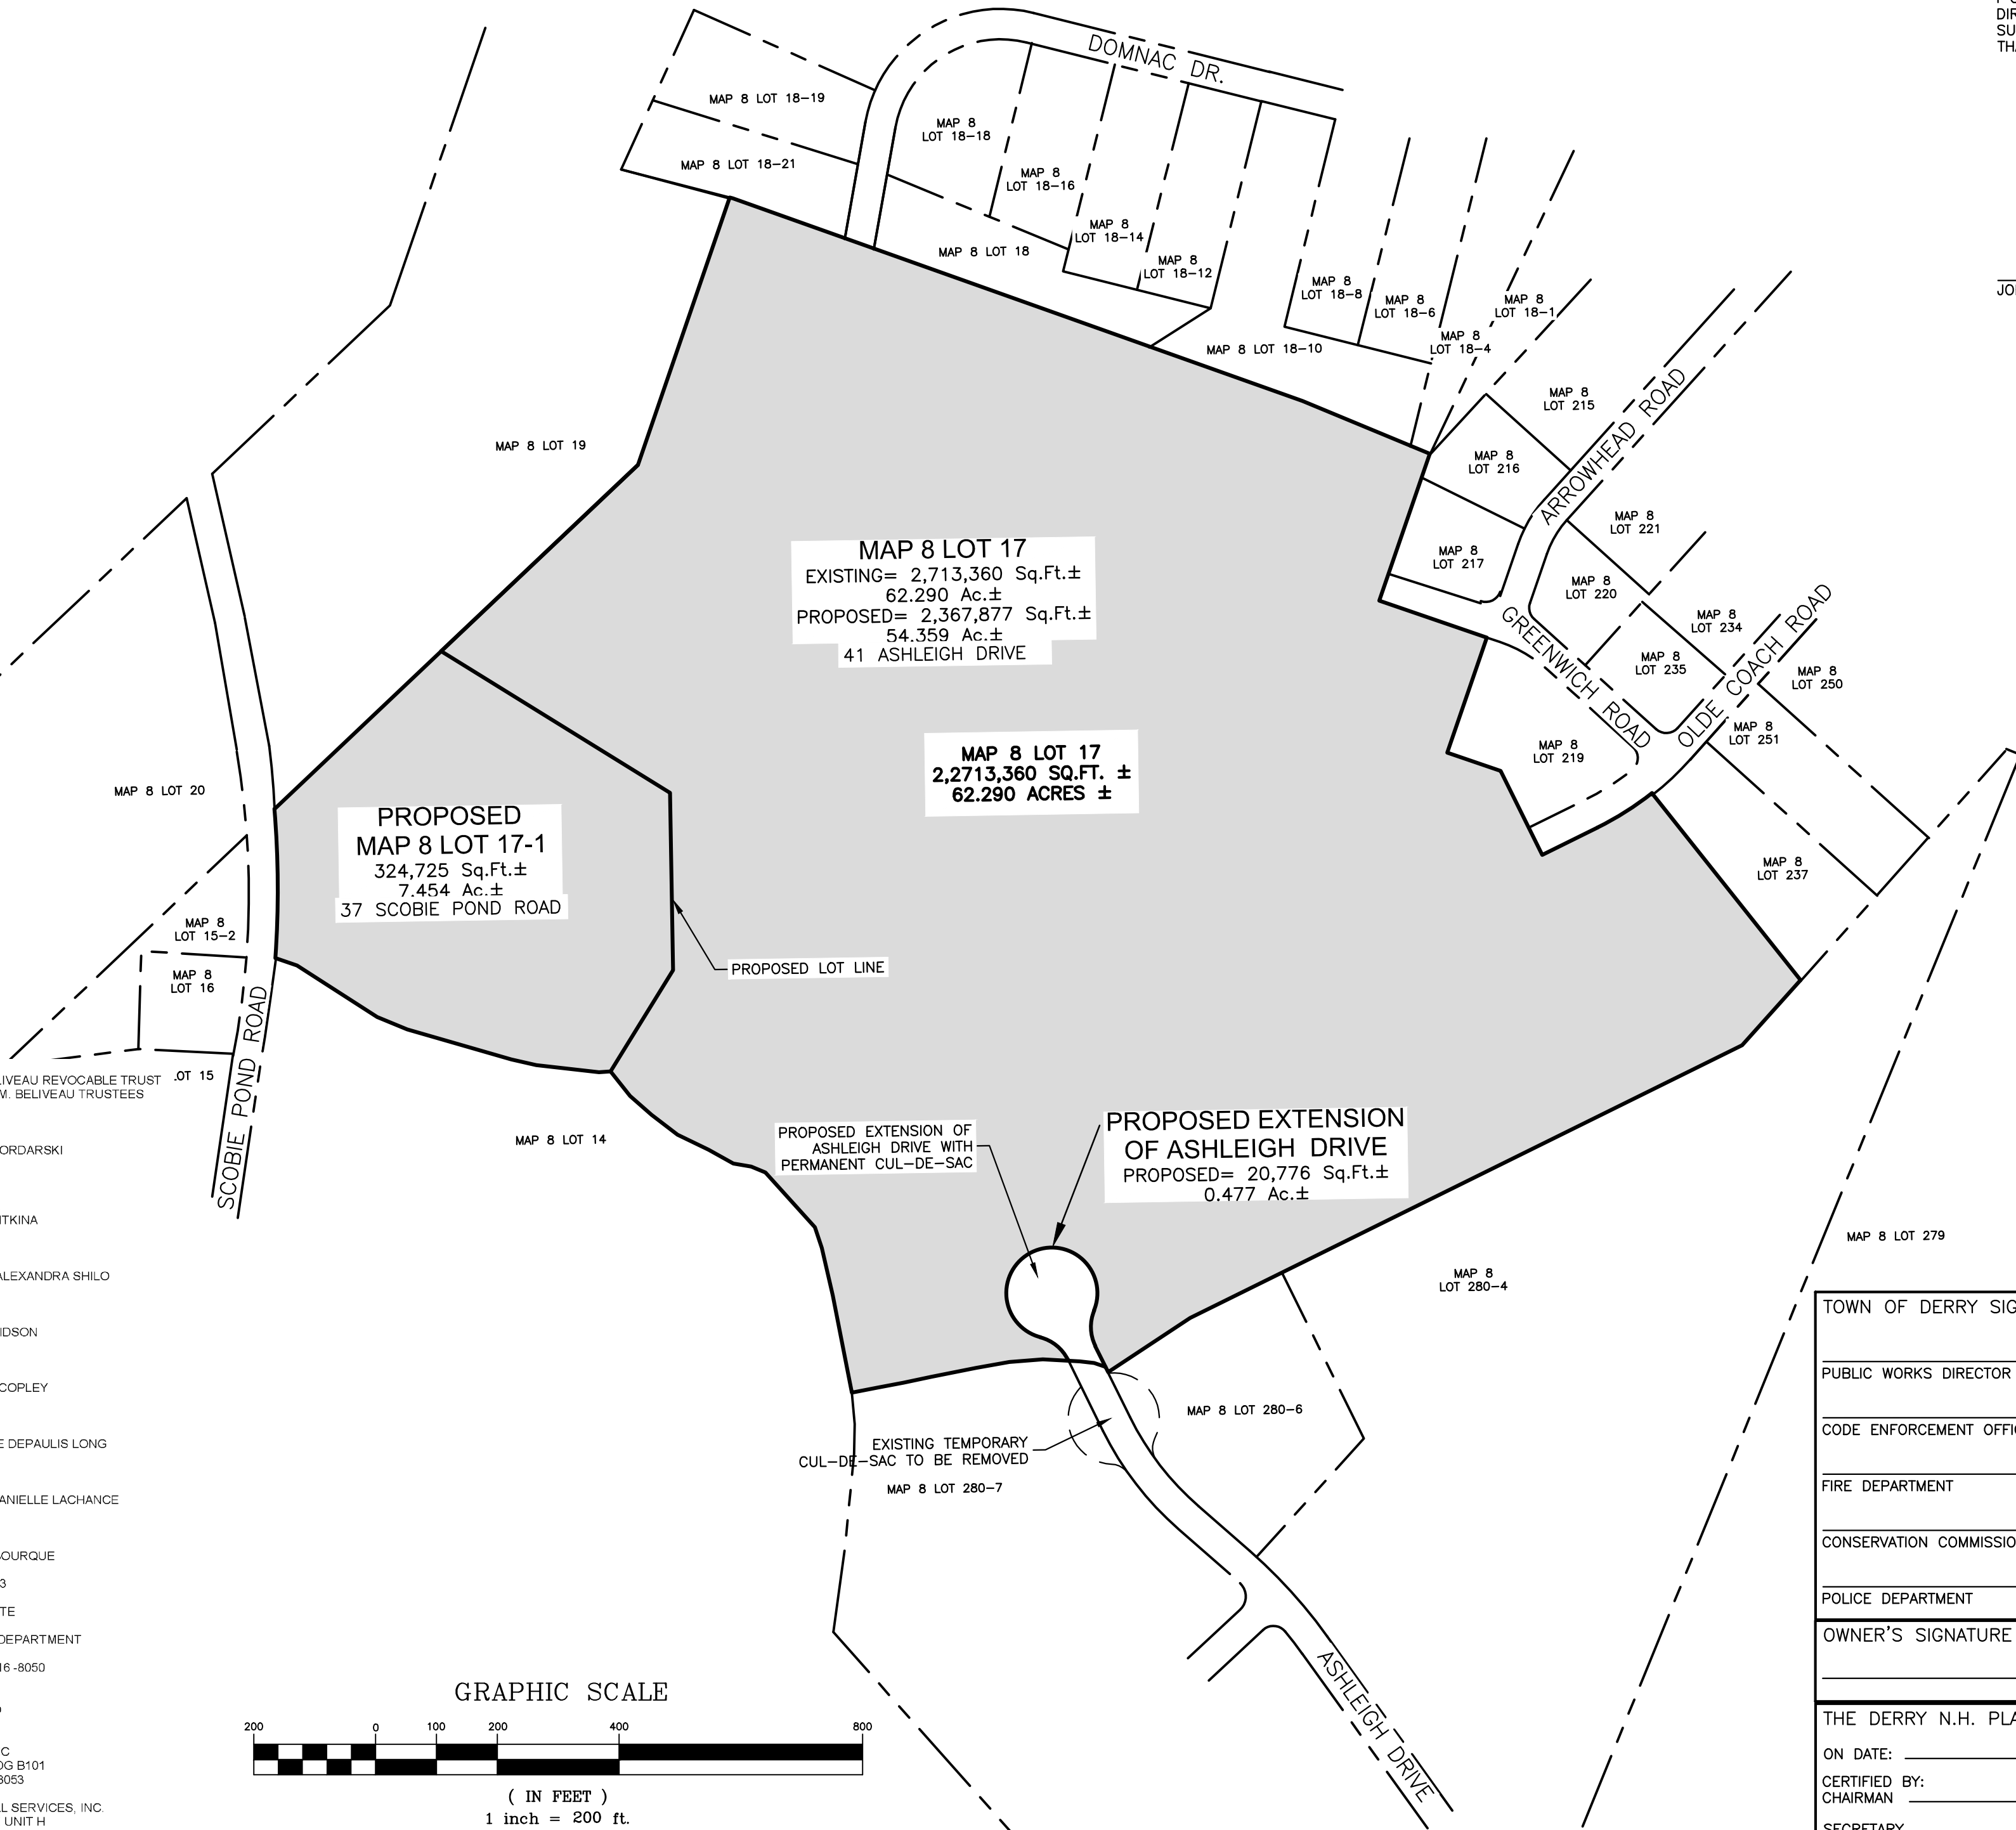 DOMNAC DR.
MAP 8 LOT 18-19
MAP 8
LOT 18-18
MAP 8 LOT 18-21
MAP 8
LOT 18-16
MAP 8
LOT 18-14
MAP 8 LOT 18
MAP 8
LOT 18-12
MAP 8
LOT 18-8
MAP 8
LOT 18-6
MAP 8
LOT 18-1
MAP 8
LOT 18-4
MAP 8 LOT 18-10
MAP 8
LOT 215
ARROWHEAD ROAD
MAP 8 LOT 19
MAP 8
LOT 216
MAP 8
LOT 221
MAP 8
LOT 217
MAP 8
LOT 220
MAP 8 LOT 17
EXISTING= 2,713,360 Sq.Ft.±
62.290 Ac.±
PROPOSED= 2,367,877 Sq.Ft.±
54.359 Ac.±
41 ASHLEIGH DRIVE
GREENWICH ROAD
MAP 8
LOT 234
MAP 8
LOT 235
OLDE COACH ROAD
MAP 8
LOT 250
MAP 8
LOT 251
MAP 8
LOT 219
MAP 8 LOT 17
2,2713,360 SQ.FT. ±
62.290 ACRES ±
MAP 8 LOT 20
PROPOSED
MAP 8 LOT 17-1
324,725 Sq.Ft.±
7.454 Ac.±
37 SCOBIE POND ROAD
MAP 8
LOT 237
MAP 8
LOT 15-2
MAP 8
LOT 16
PROPOSED LOT LINE
SCOBIE POND ROAD
LOT 15
MAP 8 LOT 14
PROPOSED EXTENSION OF
ASHLEIGH DRIVE WITH
PERMANENT CUL-DE-SAC
PROPOSED EXTENSION
OF ASHLEIGH DRIVE
PROPOSED= 20,776 Sq.Ft.±
0.477 Ac.±
MAP 8 LOT 279
MAP 8
LOT 280-4
MAP 8 LOT 280-6
EXISTING TEMPORARY
CUL-DE-SAC TO BE REMOVED
MAP 8 LOT 280-7
ASHLEIGH DRIVE
REVOCABLE TRUST
M. BELIVEAU TRUSTEES
ALEXANDRA SHILO
COPLEY
DEPAULIS LONG
LACHANCE
DEPARTMENT
-8050
B101
SERVICES, INC.
UNIT H
GRAPHIC SCALE
200 0 100 200 400 800
( IN FEET )
1 inch = 200 ft.
TOWN OF DERRY
PUBLIC WORKS DIRECTOR
CODE ENFORCEMENT
FIRE DEPARTMENT
CONSERVATION
POLICE DEPARTMENT
OWNER'S SIGNATURE
THE DERRY N.H.
ON DATE:
CERTIFIED BY:
CHAIRMAN
SECRETARY